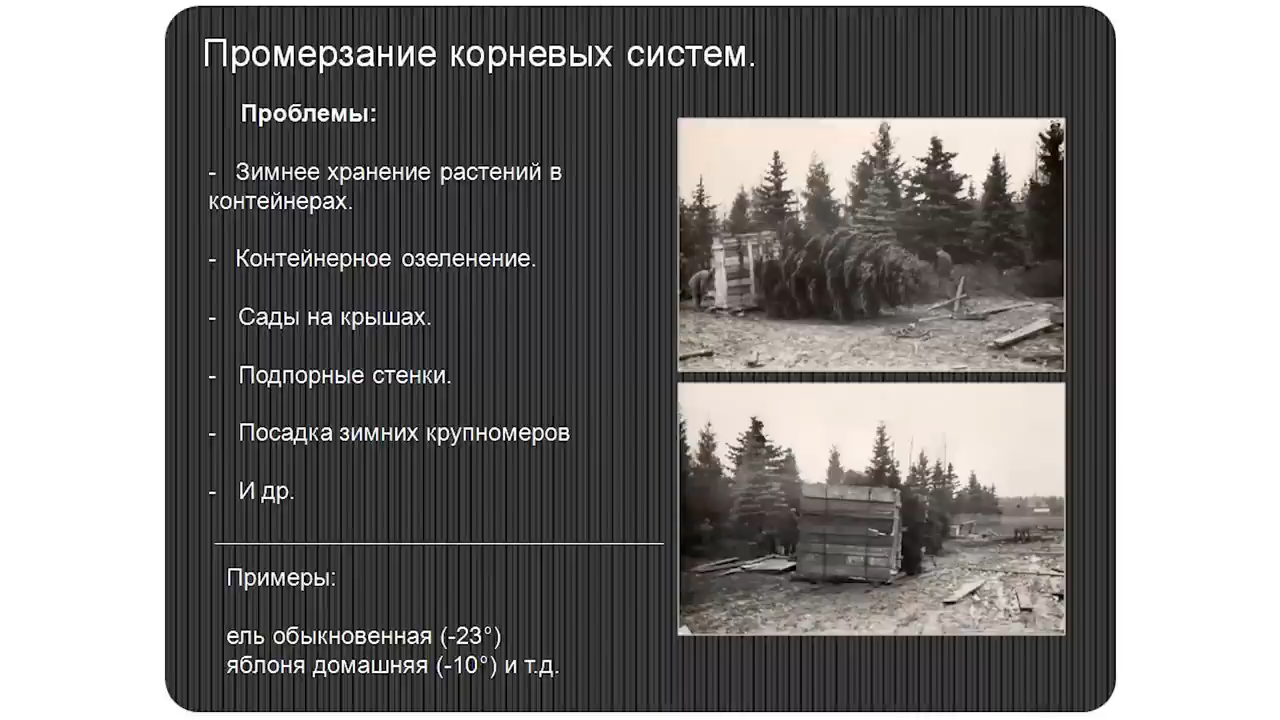 Промерзание корневых систем.
Проблемы:
- Зимнее хранение растений в
контейнерах.
- Контейнерное озеленение.
- Сады на крышах.
- Подпорные стенки.
- Посадка зимних крупномеров
- И др.
Примеры:
ель обыкновенная (-23°)
яблоня домашняя (-10°) и т.д.